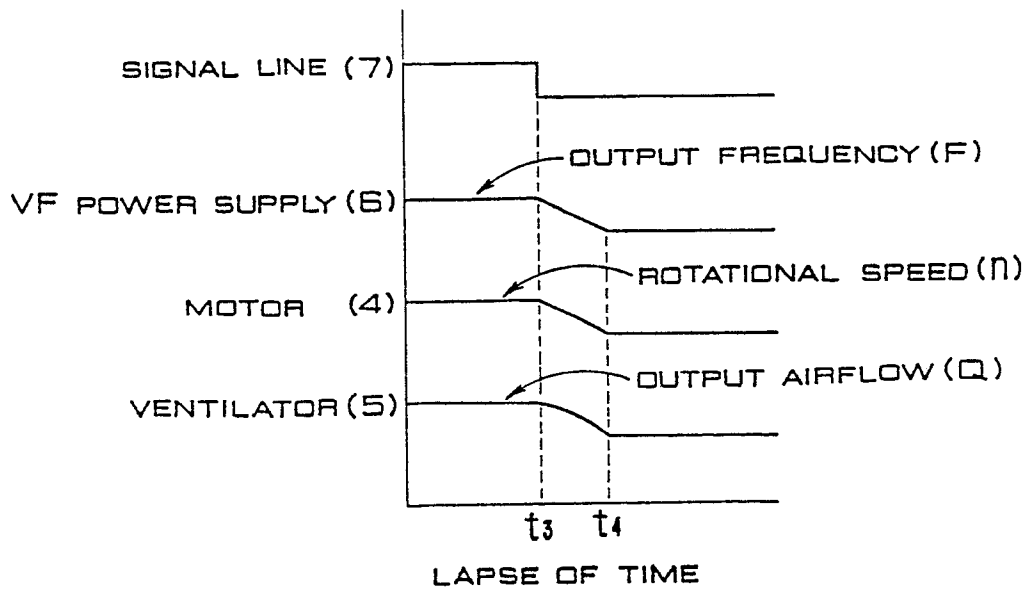 SIGNAL LINE (7)
OUTPUT FREQUENCY (F)
VF POWER SUPPLY (6)
ROTATIONAL SPEED (n)
MOTOR (4)
OUTPUT AIRFLOW (Q)
VENTILATOR (5)
t3 t4
LAPSE OF TIME